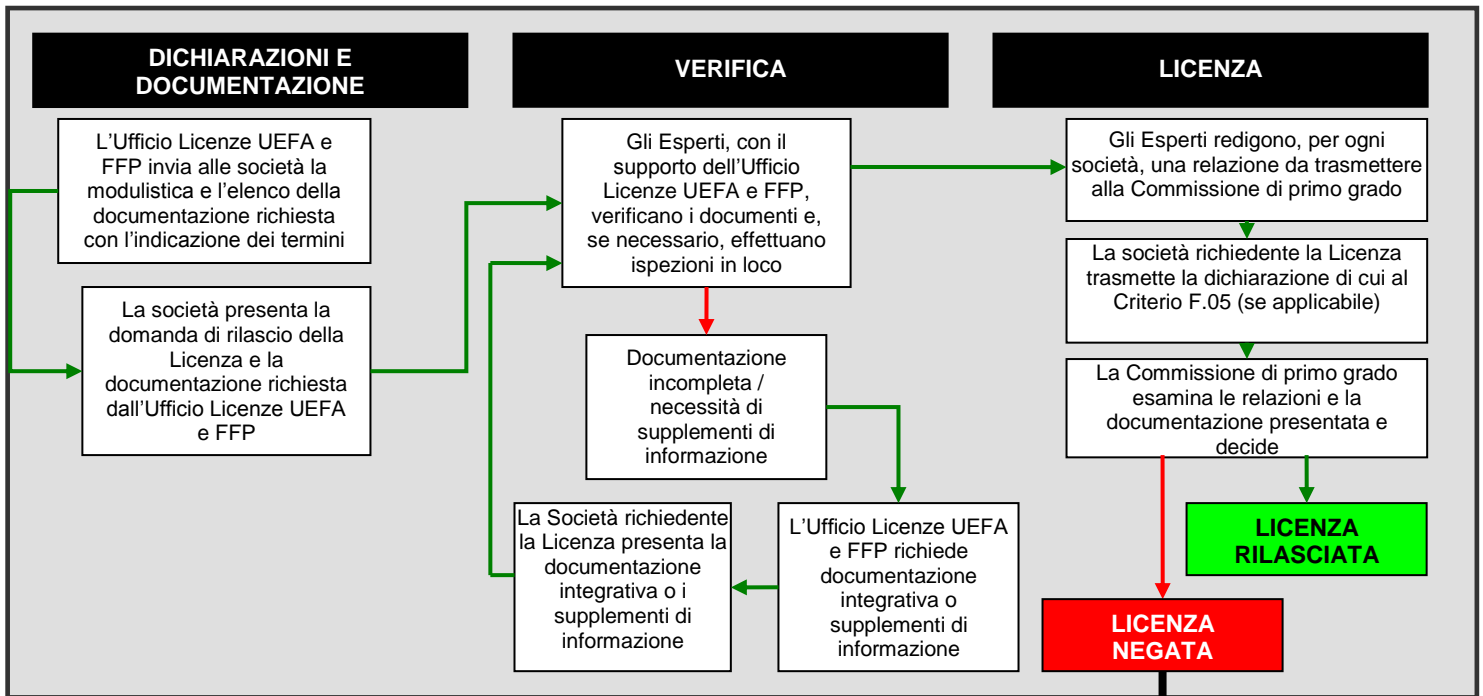 DICHIARAZIONI E
DOCUMENTAZIONE
L’Ufficio Licenze UEFA e
FFP invia alle società la
modulistica e l’elenco della
documentazione richiesta
con l’indicazione dei termini
La società presenta la
domanda di rilascio della
Licenza e la
documentazione richiesta
dall’Ufficio Licenze UEFA
e FFP
VERIFICA
Gli Esperti, con il
supporto dell’Ufficio
Licenze UEFA e FFP,
verificano i documenti e,
se necessario, effettuano
ispezioni in loco
Documentazione
incompleta /
necessità di
supplementi di
informazione
L’Ufficio Licenze UEFA
e FFP richiede
documentazione
integrativa o
supplementi di
informazione
La Società richiedente
la Licenza presenta la
documentazione
integrativa o i
supplementi di
informazione
LICENZA
Gli Esperti redigono, per ogni
società, una relazione da trasmettere
alla Commissione di primo grado
La società richiedente la Licenza
trasmette la dichiarazione di cui al
Criterio F.05 (se applicabile)
La Commissione di primo grado
esamina le relazioni e la
documentazione presentata e
decide
LICENZA
RILASCIATA
LICENZA
NEGATA